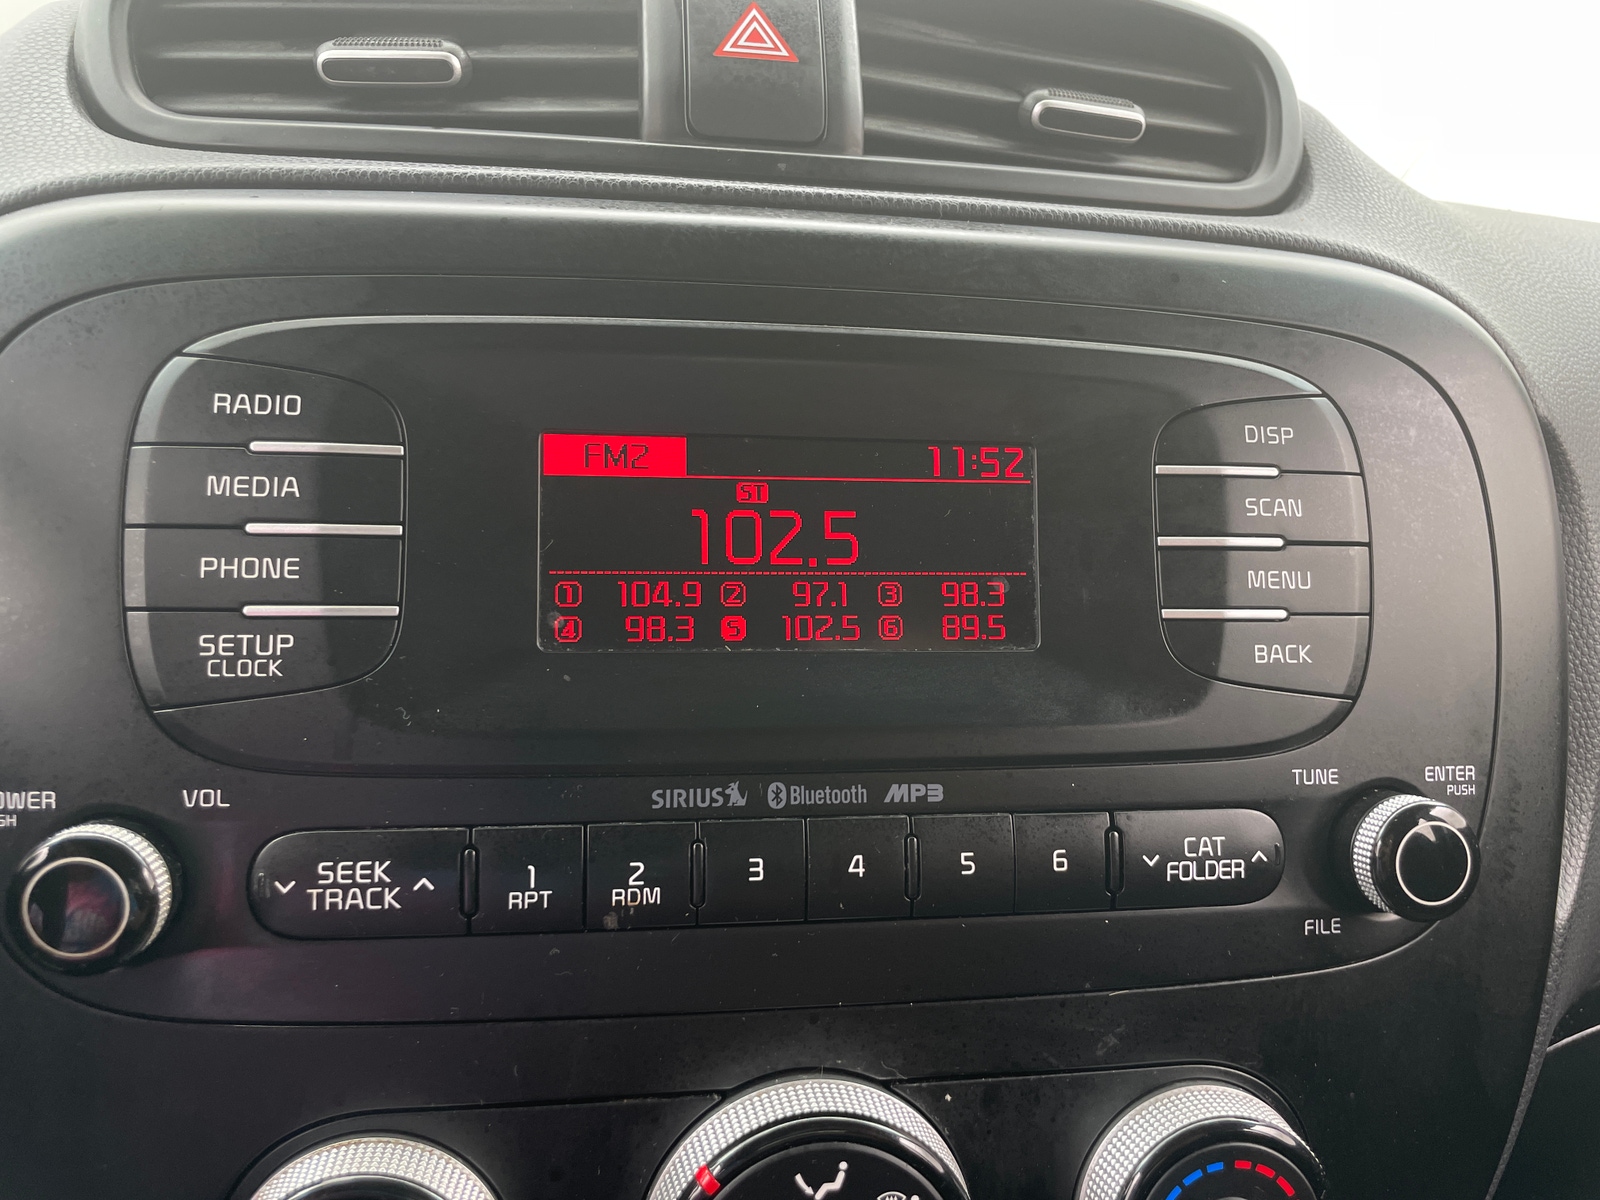 RADIO
MEDIA
PHONE
SETUP
CLOCK
FM2 11:52
ST
102.5
1 104.9 2 97.1 3 98.3
4 98.3 5 102.5 6 89.5
DISP
SCAN
MENU
BACK
VOL
SIRIUS Bluetooth MP3
TUNE
ENTER
PUSH
SEEK
TRACK
1
RPT
2
RDM
3
4
5
6
CAT
FOLDER
FILE